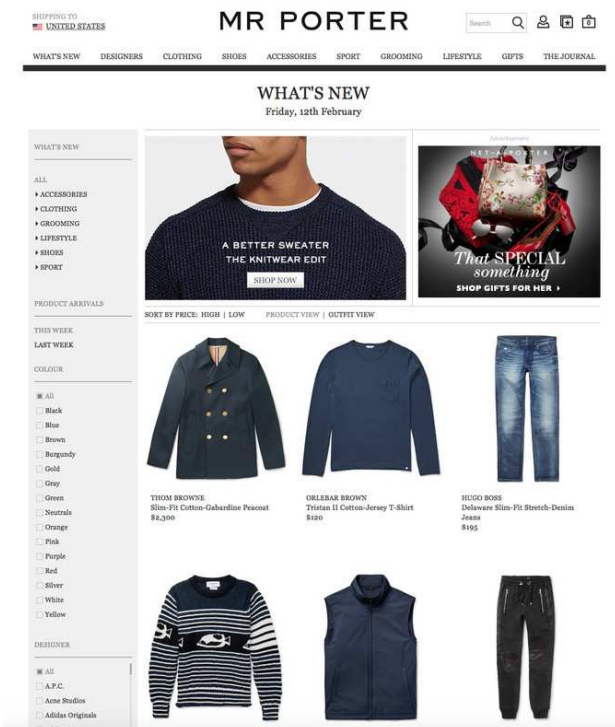 SHIPPING TO
UNITED STATES
MR PORTER
Search
0
WHAT'S NEW DESIGNERS CLOTHING SHOES ACCESSORIES SPORT GROOMING LIFESTYLE GIFTS THE JOURNAL
WHAT'S NEW
Friday, 12th February
WHAT'S NEW
ALL
ACCESSORIES
CLOTHING
GROOMING
LIFESTYLE
SHOES
SPORT
PRODUCT ARRIVALS
THIS WEEK
LAST WEEK
COLOUR
All
Black
Blue
Brown
Burgundy
Gold
Gray
Green
Neutrals
Orange
Pink
Purple
Red
Silver
White
Yellow
DESIGNER
All
A.P.C.
Acne Studios
Adidas Originals
A BETTER SWEATER
THE KNITWEAR EDIT
SHOP NOW
Advertisement
NET-A-PORTER
That SPECIAL
something
SHOP GIFTS FOR HER
SORT BY PRICE: HIGH | LOW PRODUCT VIEW | OUTFIT VIEW
THOM BROWNE
Slim-Fit Cotton-Gabardine Peacoat
$2,300
ORLEBAR BROWN
Tristan II Cotton-Jersey T-Shirt
$120
HUGO BOSS
Delaware Slim-Fit Stretch-Denim
Jeans
$195